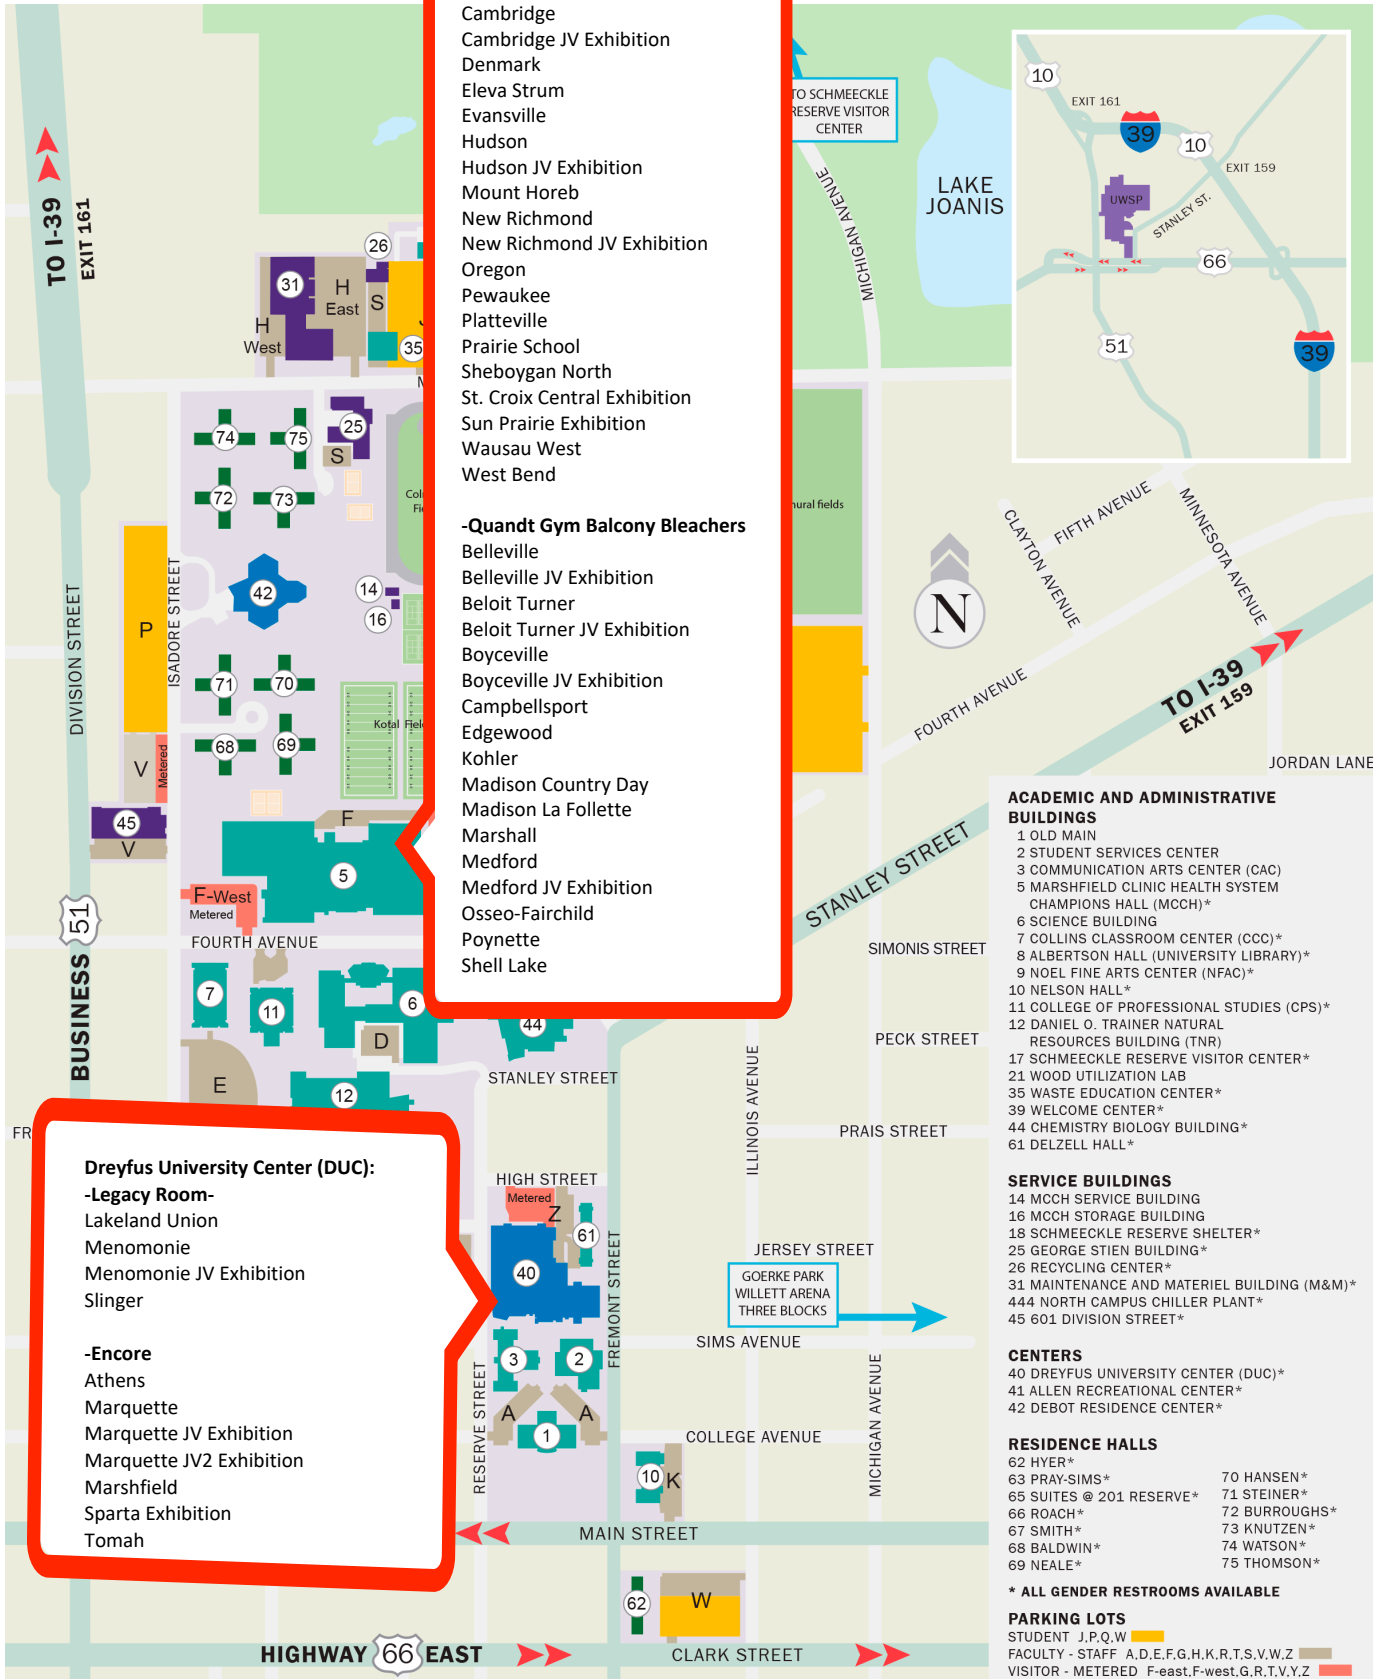 Cambridge
Cambridge JV Exhibition
Denmark
Eleva Strum
Evansville
Hudson
Hudson JV Exhibition
Mount Horeb
New Richmond
New Richmond JV Exhibition
Oregon
Pewaukee
Platteville
Prairie School
Sheboygan North
St. Croix Central Exhibition
Sun Prairie Exhibition
Wausau West
West Bend
-Quandt Gym Balcony Bleachers
Belleville
Belleville JV Exhibition
Beloit Turner
Beloit Turner JV Exhibition
Boyceville
Boyceville JV Exhibition
Campbellsport
Edgewood
Kohler
Madison Country Day
Madison La Follette
Marshall
Medford
Medford JV Exhibition
Osseo-Fairchild
Poynette
Shell Lake
TO SCHMEECKLE
RESERVE VISITOR
CENTER
MICHIGAN AVENUE
LAKE
JOANIS
10
EXIT 161
39
10
EXIT 159
UWSP
STANLEY ST.
66
51
39
TO I-39
EXIT 161
26
31
H
East
S
H
West
35
74
75
25
S
72
73
42
14
16
P
ISADORE STREET
DIVISION STREET
71
70
Kotal
68
69
V
Metered
45
V
F
5
F-West
Metered
FOURTH AVENUE
51
BUSINESS
7
11
6
D
E
12
44
STANLEY STREET
STANLEY STREET
N
CLAYTON AVENUE
FIFTH AVENUE
MINNESOTA AVENUE
FOURTH AVENUE
TO I-39
EXIT 159
JORDAN LANE
SIMONIS STREET
PECK STREET
ILLINOIS AVENUE
PRAIS STREET
HIGH STREET
Metered
Z
61
40
FREMONT STREET
JERSEY STREET
GOERKE PARK
WILLETT ARENA
THREE BLOCKS
SIMS AVENUE
3
2
A
A
1
RESERVE STREET
COLLEGE AVENUE
MICHIGAN AVENUE
10
K
MAIN STREET
62
W
HIGHWAY 66 EAST
CLARK STREET
Dreyfus University Center (DUC):
-Legacy Room-
Lakeland Union
Menomonie
Menomonie JV Exhibition
Slinger
-Encore
Athens
Marquette
Marquette JV Exhibition
Marquette JV2 Exhibition
Marshfield
Sparta Exhibition
Tomah
ACADEMIC AND ADMINISTRATIVE
BUILDINGS
1 OLD MAIN
2 STUDENT SERVICES CENTER
3 COMMUNICATION ARTS CENTER (CAC)
5 MARSHFIELD CLINIC HEALTH SYSTEM
CHAMPIONS HALL (MCCH)*
6 SCIENCE BUILDING
7 COLLINS CLASSROOM CENTER (CCC)*
8 ALBERTSON HALL (UNIVERSITY LIBRARY)*
9 NOEL FINE ARTS CENTER (NFAC)*
10 NELSON HALL*
11 COLLEGE OF PROFESSIONAL STUDIES (CPS)*
12 DANIEL O. TRAINER NATURAL
RESOURCES BUILDING (TNR)
17 SCHMEECKLE RESERVE VISITOR CENTER*
21 WOOD UTILIZATION LAB
35 WASTE EDUCATION CENTER*
39 WELCOME CENTER*
44 CHEMISTRY BIOLOGY BUILDING*
61 DELZELL HALL*
SERVICE BUILDINGS
14 MCCH SERVICE BUILDING
16 MCCH STORAGE BUILDING
18 SCHMEECKLE RESERVE SHELTER*
25 GEORGE STIEN BUILDING*
26 RECYCLING CENTER*
31 MAINTENANCE AND MATERIEL BUILDING (M&M)*
444 NORTH CAMPUS CHILLER PLANT*
45 601 DIVISION STREET*
CENTERS
40 DREYFUS UNIVERSITY CENTER (DUC)*
41 ALLEN RECREATIONAL CENTER*
42 DEBOT RESIDENCE CENTER*
RESIDENCE HALLS
62 HYER*
63 PRAY-SIMS*
65 SUITES @ 201 RESERVE*
66 ROACH*
67 SMITH*
68 BALDWIN*
69 NEALE*
70 HANSEN*
71 STEINER*
72 BURROUGHS*
73 KNUTZEN*
74 WATSON*
75 THOMSON*
* ALL GENDER RESTROOMS AVAILABLE
PARKING LOTS
STUDENT J,P,Q,W
FACULTY - STAFF A,D,E,F,G,H,K,R,T,S,V,W,Z
VISITOR - METERED F-east,F-west,G,R,T,V,Y,Z